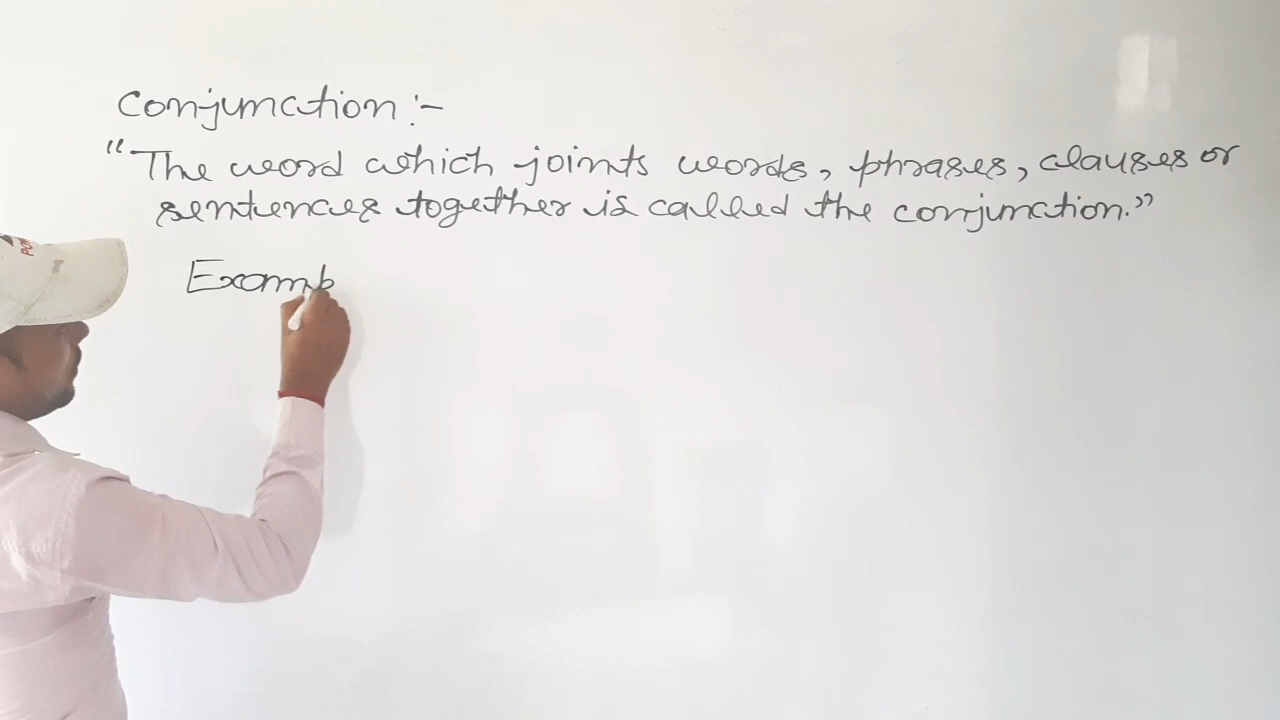 Conjunction:-
"The word which joints words, phrases, clauses or
sentences together is called the conjunction."
Examp